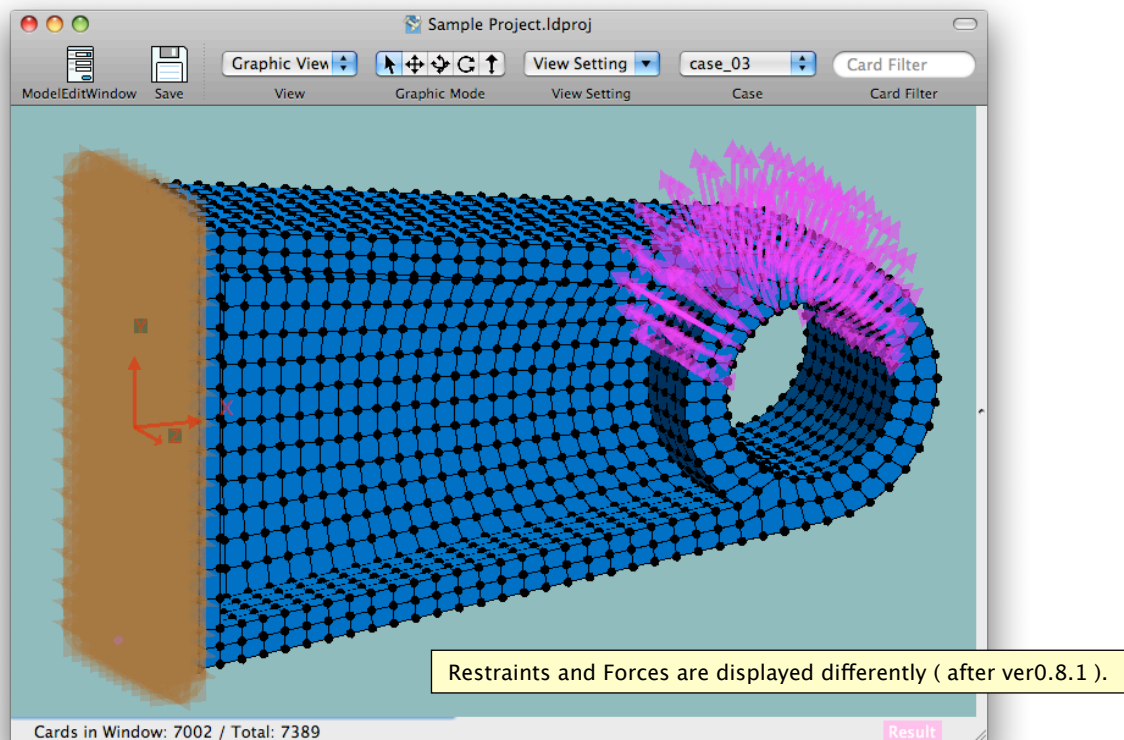 Sample Project.ldproj
Graphic View
View Setting
case_03
Card Filter
ModelEditWindow
Save
View
Graphic Mode
View Setting
Case
Card Filter
X
Restraints and Forces are displayed differently ( after ver0.8.1 ).
Cards in Window: 7002 / Total: 7389
Result